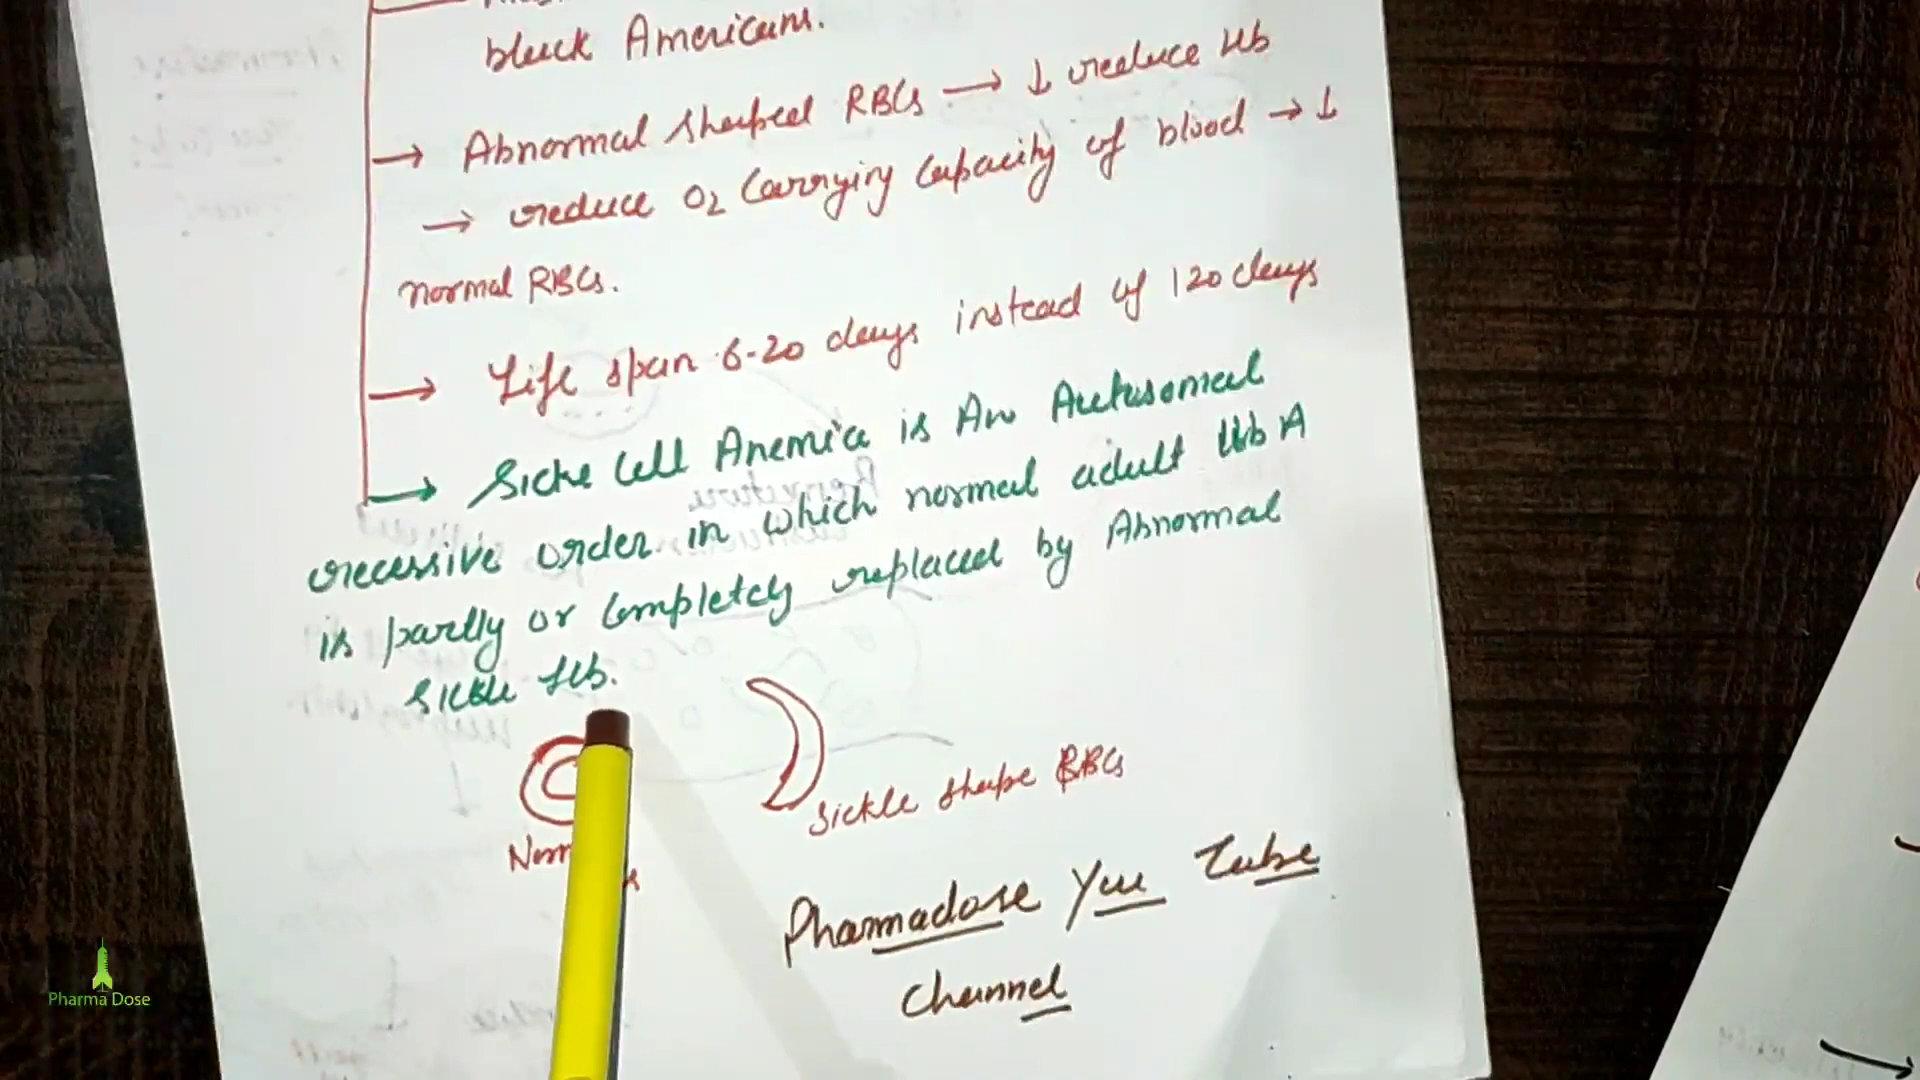 black Americans.
→ Abnormal shaped RBCs → ↓ reduce Hb
→ reduce O2 Carrying Capacity of blood → ↓
normal RBCs.
→ Life span 6-20 days instead of 120 days
→ Sickle Cell Anemia is An Autosomal
recessive order in which normal adult Hb A
is partly or Completely replaced by Abnormal
Sickle Hb.
Sickle Shape RBCs
Pharmadose You Tube
Channel
Pharma Dose